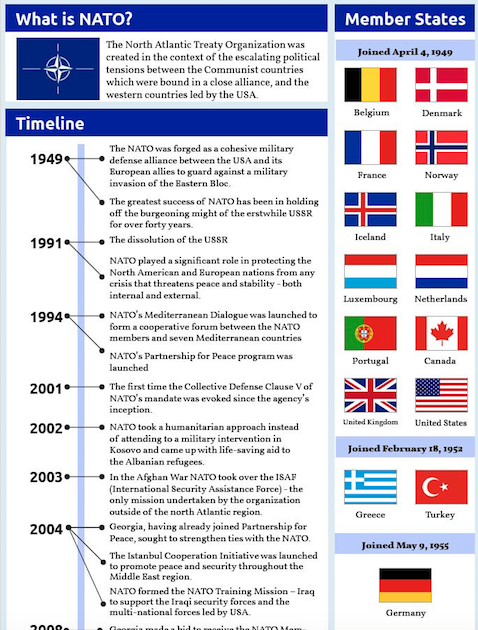 What is NATO?
The North Atlantic Treaty Organization was
created in the context of the escalating political
tensions between the Communist countries
which were bound in a close alliance, and the
western countries led by the USA.
Timeline
1949
The NATO was forged as a cohesive military
defense alliance between the USA and its
European allies to guard against a military
invasion of the Eastern Bloc.
The greatest success of NATO has been in holding
off the burgeoning might of the erstwhile USSR
for over forty years.
1991
The dissolution of the USSR
NATO played a significant role in protecting the
North American and European nations from any
crisis that threatens peace and stability - both
internal and external.
1994
NATO's Mediterranean Dialogue was launched to
form a cooperative forum between the NATO
members and seven Mediterranean countries
NATO's Partnership for Peace program was
launched
2001
The first time the Collective Defense Clause V of
NATO's mandate was evoked since the agency's
inception.
2002
NATO took a humanitarian approach instead
of attending to a military intervention in
Kosovo and came up with life-saving aid to
the Albanian refugees.
2003
In the Afghan War NATO took over the ISAF
(International Security Assistance Force) - the
only mission undertaken by the organization
outside of the north Atlantic region.
2004
Georgia, having already joined Partnership for
Peace, sought to strengthen ties with the NATO.
The Istanbul Cooperation Initiative was launched
to promote peace and security throughout the
Middle East region.
NATO formed the NATO Training Mission – Iraq
to support the Iraqi security forces and the
multi-national forces led by USA.
2008
Georgia made a bid to receive the NATO Mem-
Member States
Joined April 4, 1949
Belgium
Denmark
France
Norway
Iceland
Italy
Luxembourg
Netherlands
Portugal
Canada
United Kingdom
United States
Joined February 18, 1952
Greece
Turkey
Joined May 9, 1955
Germany